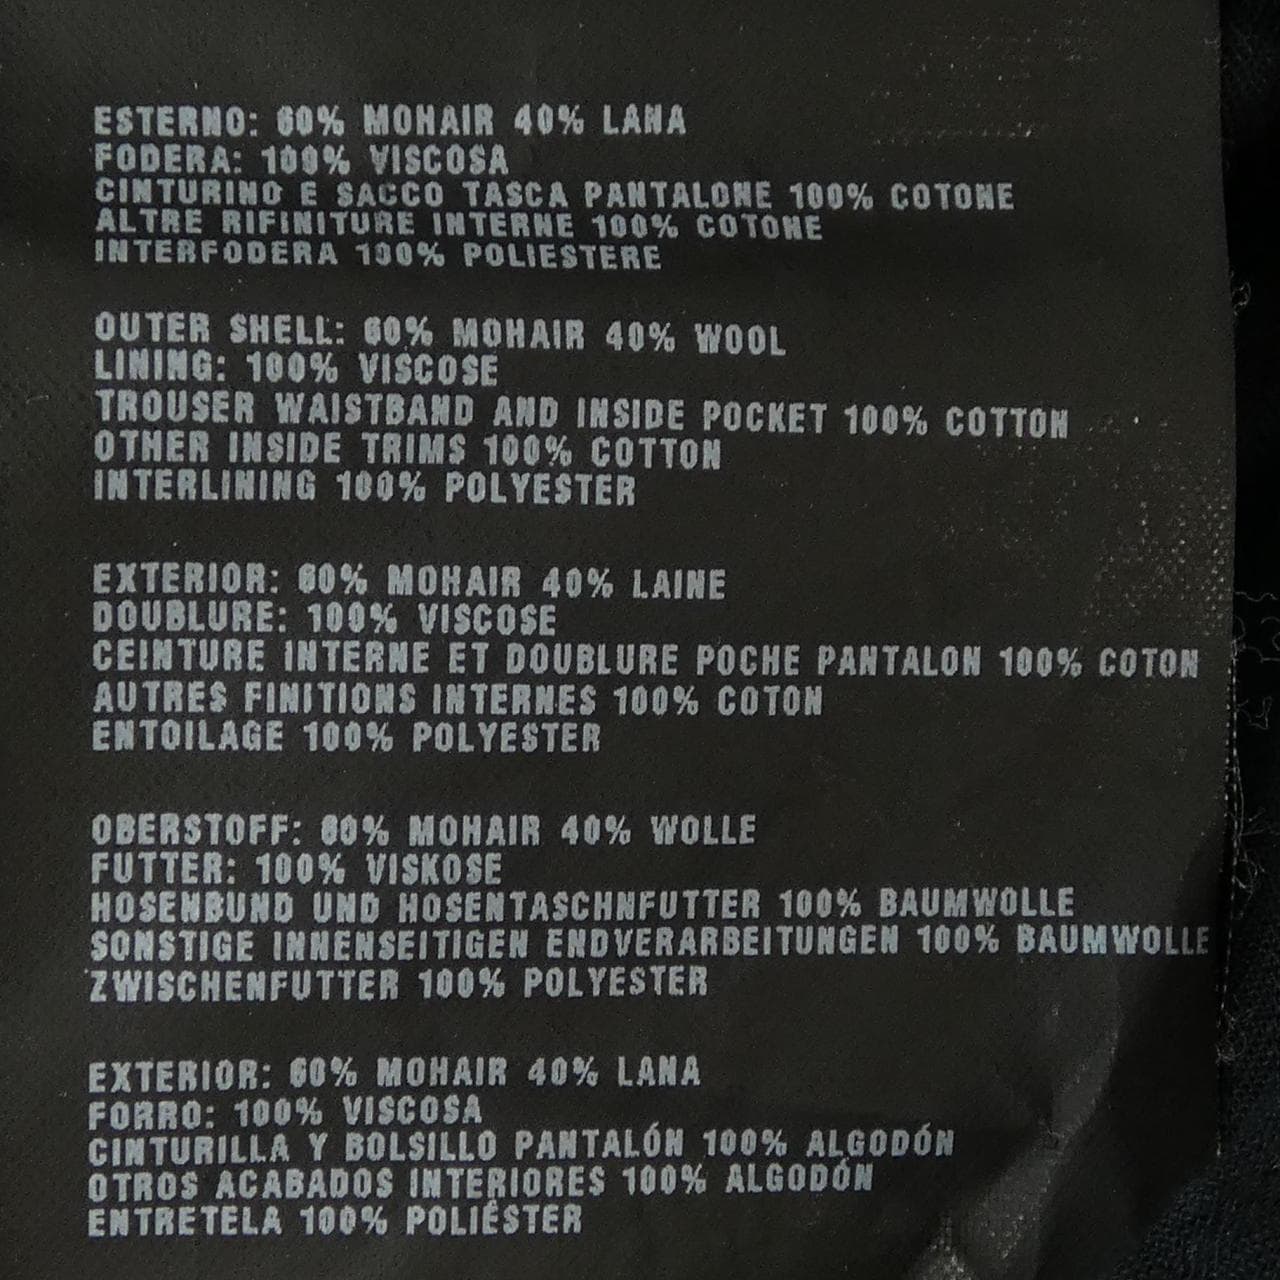 ESTERNO: 60% MOHAIR 40% LANA
FODERA: 100% VISCOSA
CINTURINO E SACCO TASCA PANTALONE 100% COTONE
ALTRE RIFINITURE INTERNE 100% COTONE
INTERFODERA 100% POLIESTERE
OUTER SHELL: 60% MOHAIR 40% WOOL
LINING: 100% VISCOSE
TROUSER WAISTBAND AND INSIDE POCKET 100% COTTON
OTHER INSIDE TRIMS 100% COTTON
INTERLINING 100% POLYESTER
EXTERIOR: 60% MOHAIR 40% LAINE
DOUBLURE: 100% VISCOSE
CEINTURE INTERNE ET DOUBLURE POCHE PANTALON 100% COTON
AUTRES FINITIONS INTERNES 100% COTON
ENTOILAGE 100% POLYESTER
OBERSTOFF: 60% MOHAIR 40% WOLLE
FUTTER: 100% VISKOSE
HOSENBUND UND HOSENTASCHNFUTTER 100% BAUMWOLLE
SONSTIGE INNENSEITIGEN ENDVERARBEITUNGEN 100% BAUMWOLLE
ZWISCHENFUTTER 100% POLYESTER
EXTERIOR: 60% MOHAIR 40% LANA
FORRO: 100% VISCOSA
CINTURILLA Y BOLSILLO PANTALÓN 100% ALGODÓN
OTROS ACABADOS INTERIORES 100% ALGODÓN
ENTRETELA 100% POLIÉSTER